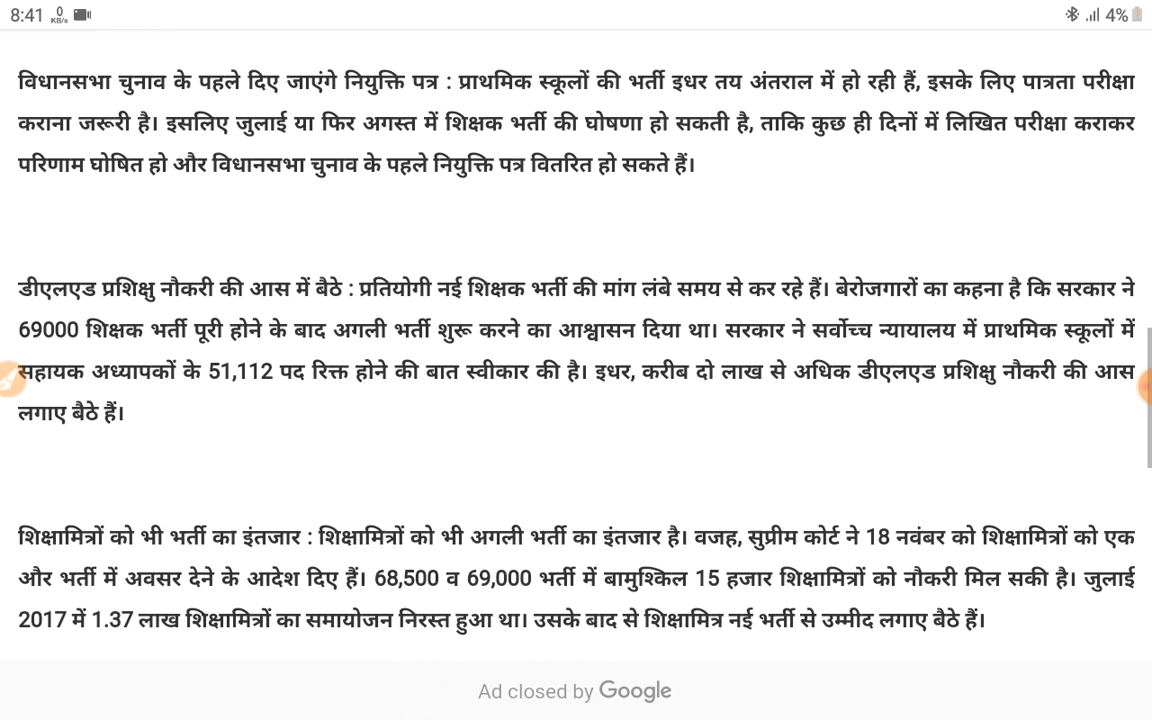 8:41 0 KB/s 4%
विधानसभा चुनाव के पहले दिए जाएंगे नियुक्ति पत्र : प्राथमिक स्कूलों की भर्ती इधर तय अंतराल में हो रही हैं, इसके लिए पात्रता परीक्षा
कराना जरूरी है। इसलिए जुलाई या फिर अगस्त में शिक्षक भर्ती की घोषणा हो सकती है, ताकि कुछ ही दिनों में लिखित परीक्षा कराकर
परिणाम घोषित हो और विधानसभा चुनाव के पहले नियुक्ति पत्र वितरित हो सकते हैं।
डीएलएड प्रशिक्षु नौकरी की आस में बैठे : प्रतियोगी नई शिक्षक भर्ती की मांग लंबे समय से कर रहे हैं। बेरोजगारों का कहना है कि सरकार ने
69000 शिक्षक भर्ती पूरी होने के बाद अगली भर्ती शुरू करने का आश्वासन दिया था। सरकार ने सर्वोच्च न्यायालय में प्राथमिक स्कूलों में
सहायक अध्यापकों के 51,112 पद रिक्त होने की बात स्वीकार की है। इधर, करीब दो लाख से अधिक डीएलएड प्रशिक्षु नौकरी की आस
लगाए बैठे हैं।
शिक्षामित्रों को भी भर्ती का इंतजार : शिक्षामित्रों को भी अगली भर्ती का इंतजार है। वजह, सुप्रीम कोर्ट ने 18 नवंबर को शिक्षामित्रों को एक
और भर्ती में अवसर देने के आदेश दिए हैं। 68,500 व 69,000 भर्ती में बामुश्किल 15 हजार शिक्षामित्रों को नौकरी मिल सकी है। जुलाई
2017 में 1.37 लाख शिक्षामित्रों का समायोजन निरस्त हुआ था। उसके बाद से शिक्षामित्र नई भर्ती से उम्मीद लगाए बैठे हैं।
Ad closed by Google